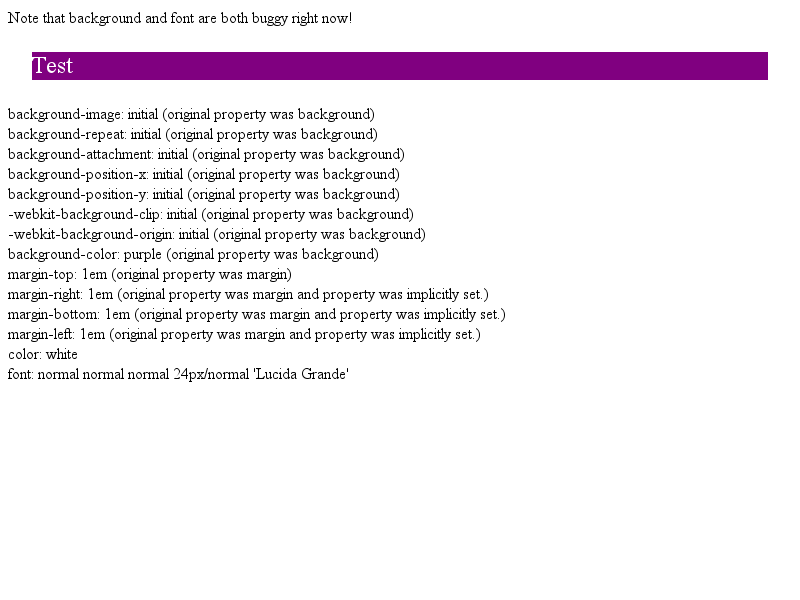 Note that background and font are both buggy right now!
Test
background-image: initial (original property was background)
background-repeat: initial (original property was background)
background-attachment: initial (original property was background)
background-position-x: initial (original property was background)
background-position-y: initial (original property was background)
-webkit-background-clip: initial (original property was background)
-webkit-background-origin: initial (original property was background)
background-color: purple (original property was background)
margin-top: 1em (original property was margin)
margin-right: 1em (original property was margin and property was implicitly set.)
margin-bottom: 1em (original property was margin and property was implicitly set.)
margin-left: 1em (original property was margin and property was implicitly set.)
color: white
font: normal normal normal 24px/normal 'Lucida Grande'